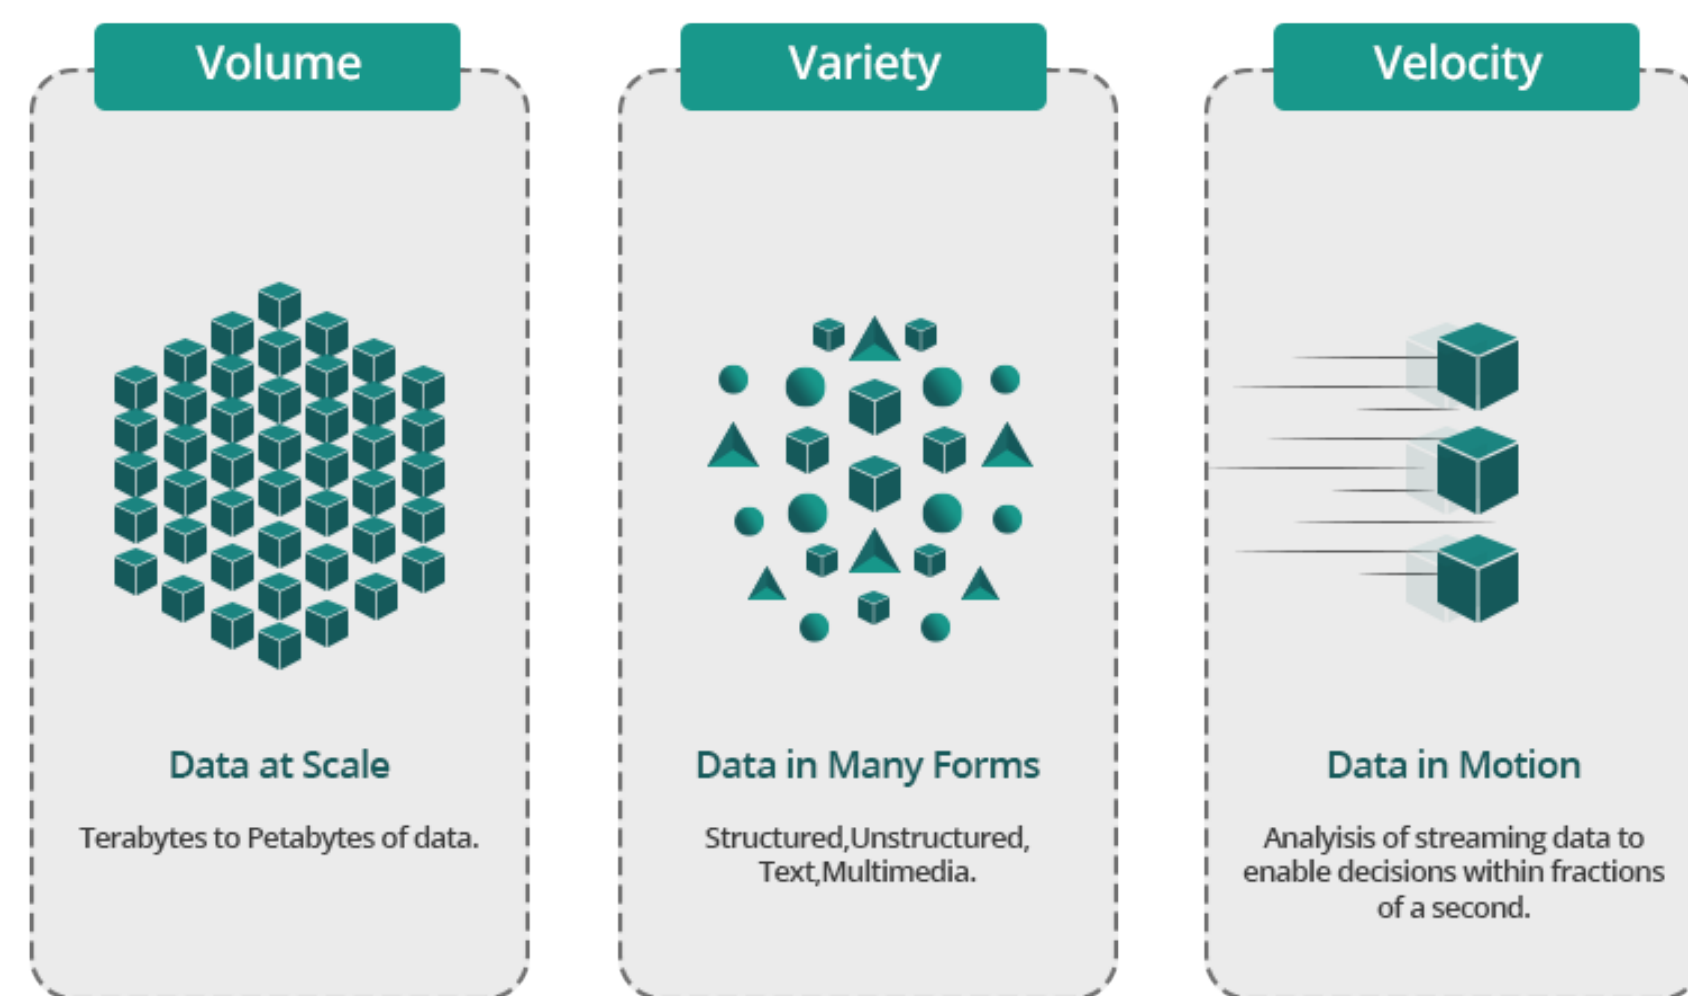 Volume
Data at Scale
Terabytes to Petabytes of data.
Variety
Data in Many Forms
Structured,Unstructured,
Text,Multimedia.
Velocity
Data in Motion
Analyisis of streaming data to
enable decisions within fractions
of a second.